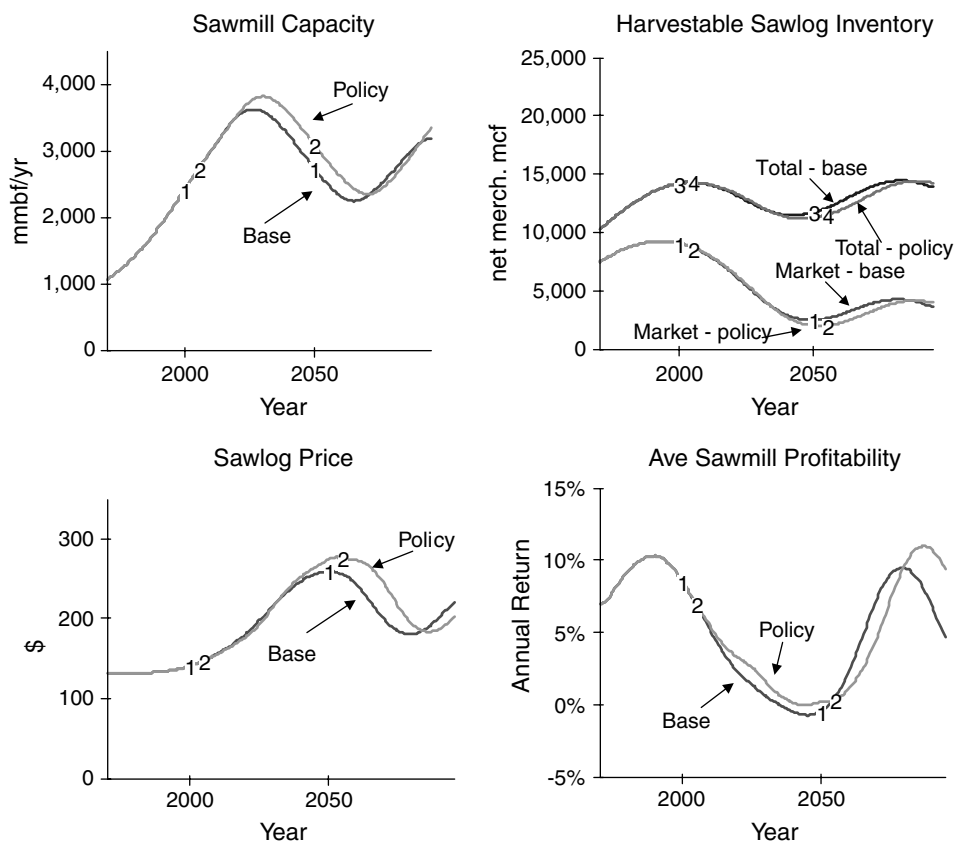 Sawmill Capacity
mmbf/yr
4,000
3,000
2,000
1,000
0
Policy
Base
1
2
2
1
2000
2050
Year
Harvestable Sawlog Inventory
net merch. mcf
25,000
20,000
15,000
10,000
5,000
0
Total - base
Total - policy
Market - base
Market - policy
3 4
3 4
1 2
1 2
2000
2050
Year
Sawlog Price
$
300
200
100
0
Policy
Base
1 2
1 2
2000
2050
Year
Ave Sawmill Profitability
Annual Return
15%
10%
5%
0%
-5%
Policy
Base
1
2
1 2
2000
2050
Year